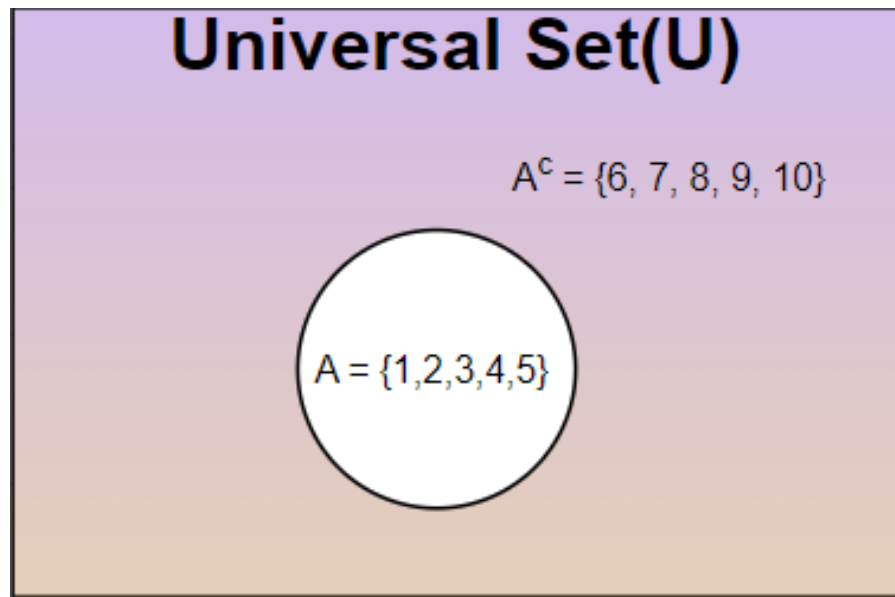 Universal Set(U)
Aᶜ = {6, 7, 8, 9, 10}
A = {1,2,3,4,5}